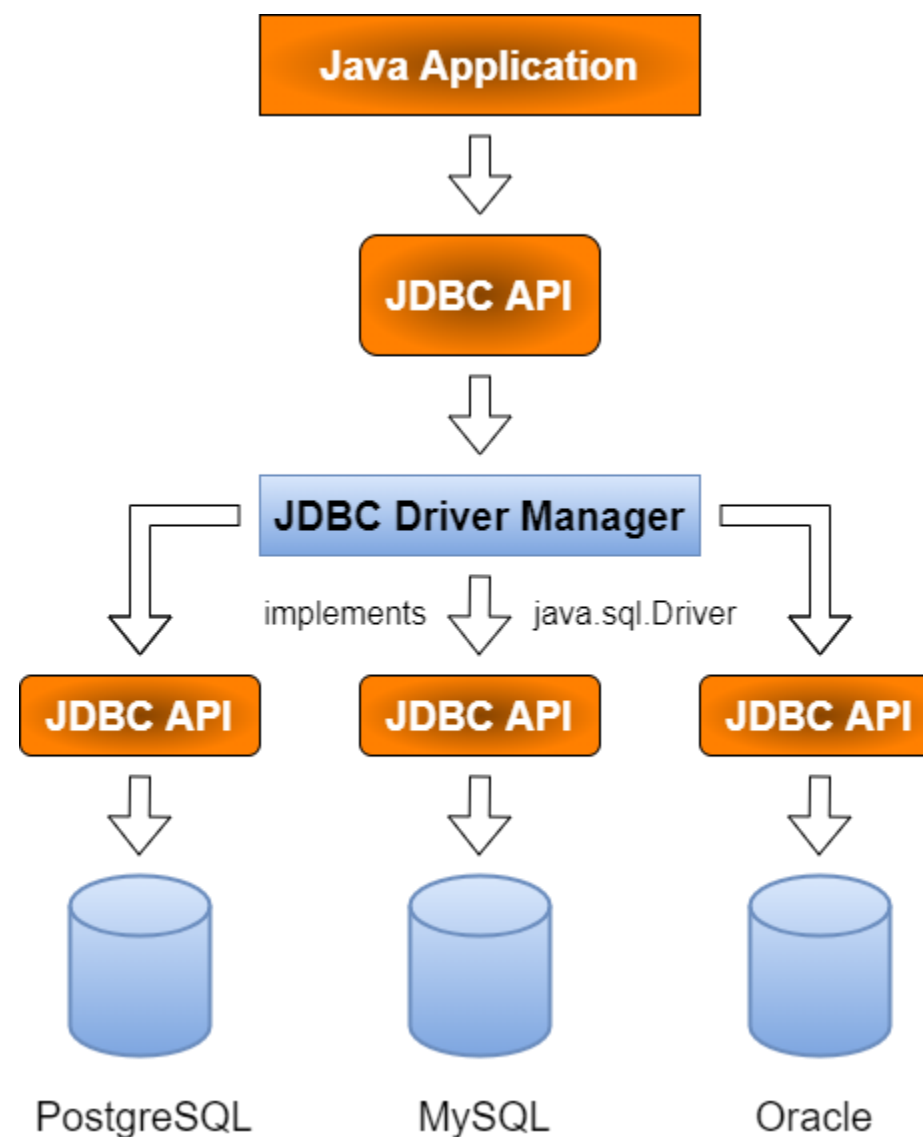 Java Application
JDBC API
JDBC Driver Manager
implements java.sql.Driver
JDBC API JDBC API JDBC API
PostgreSQL MySQL Oracle